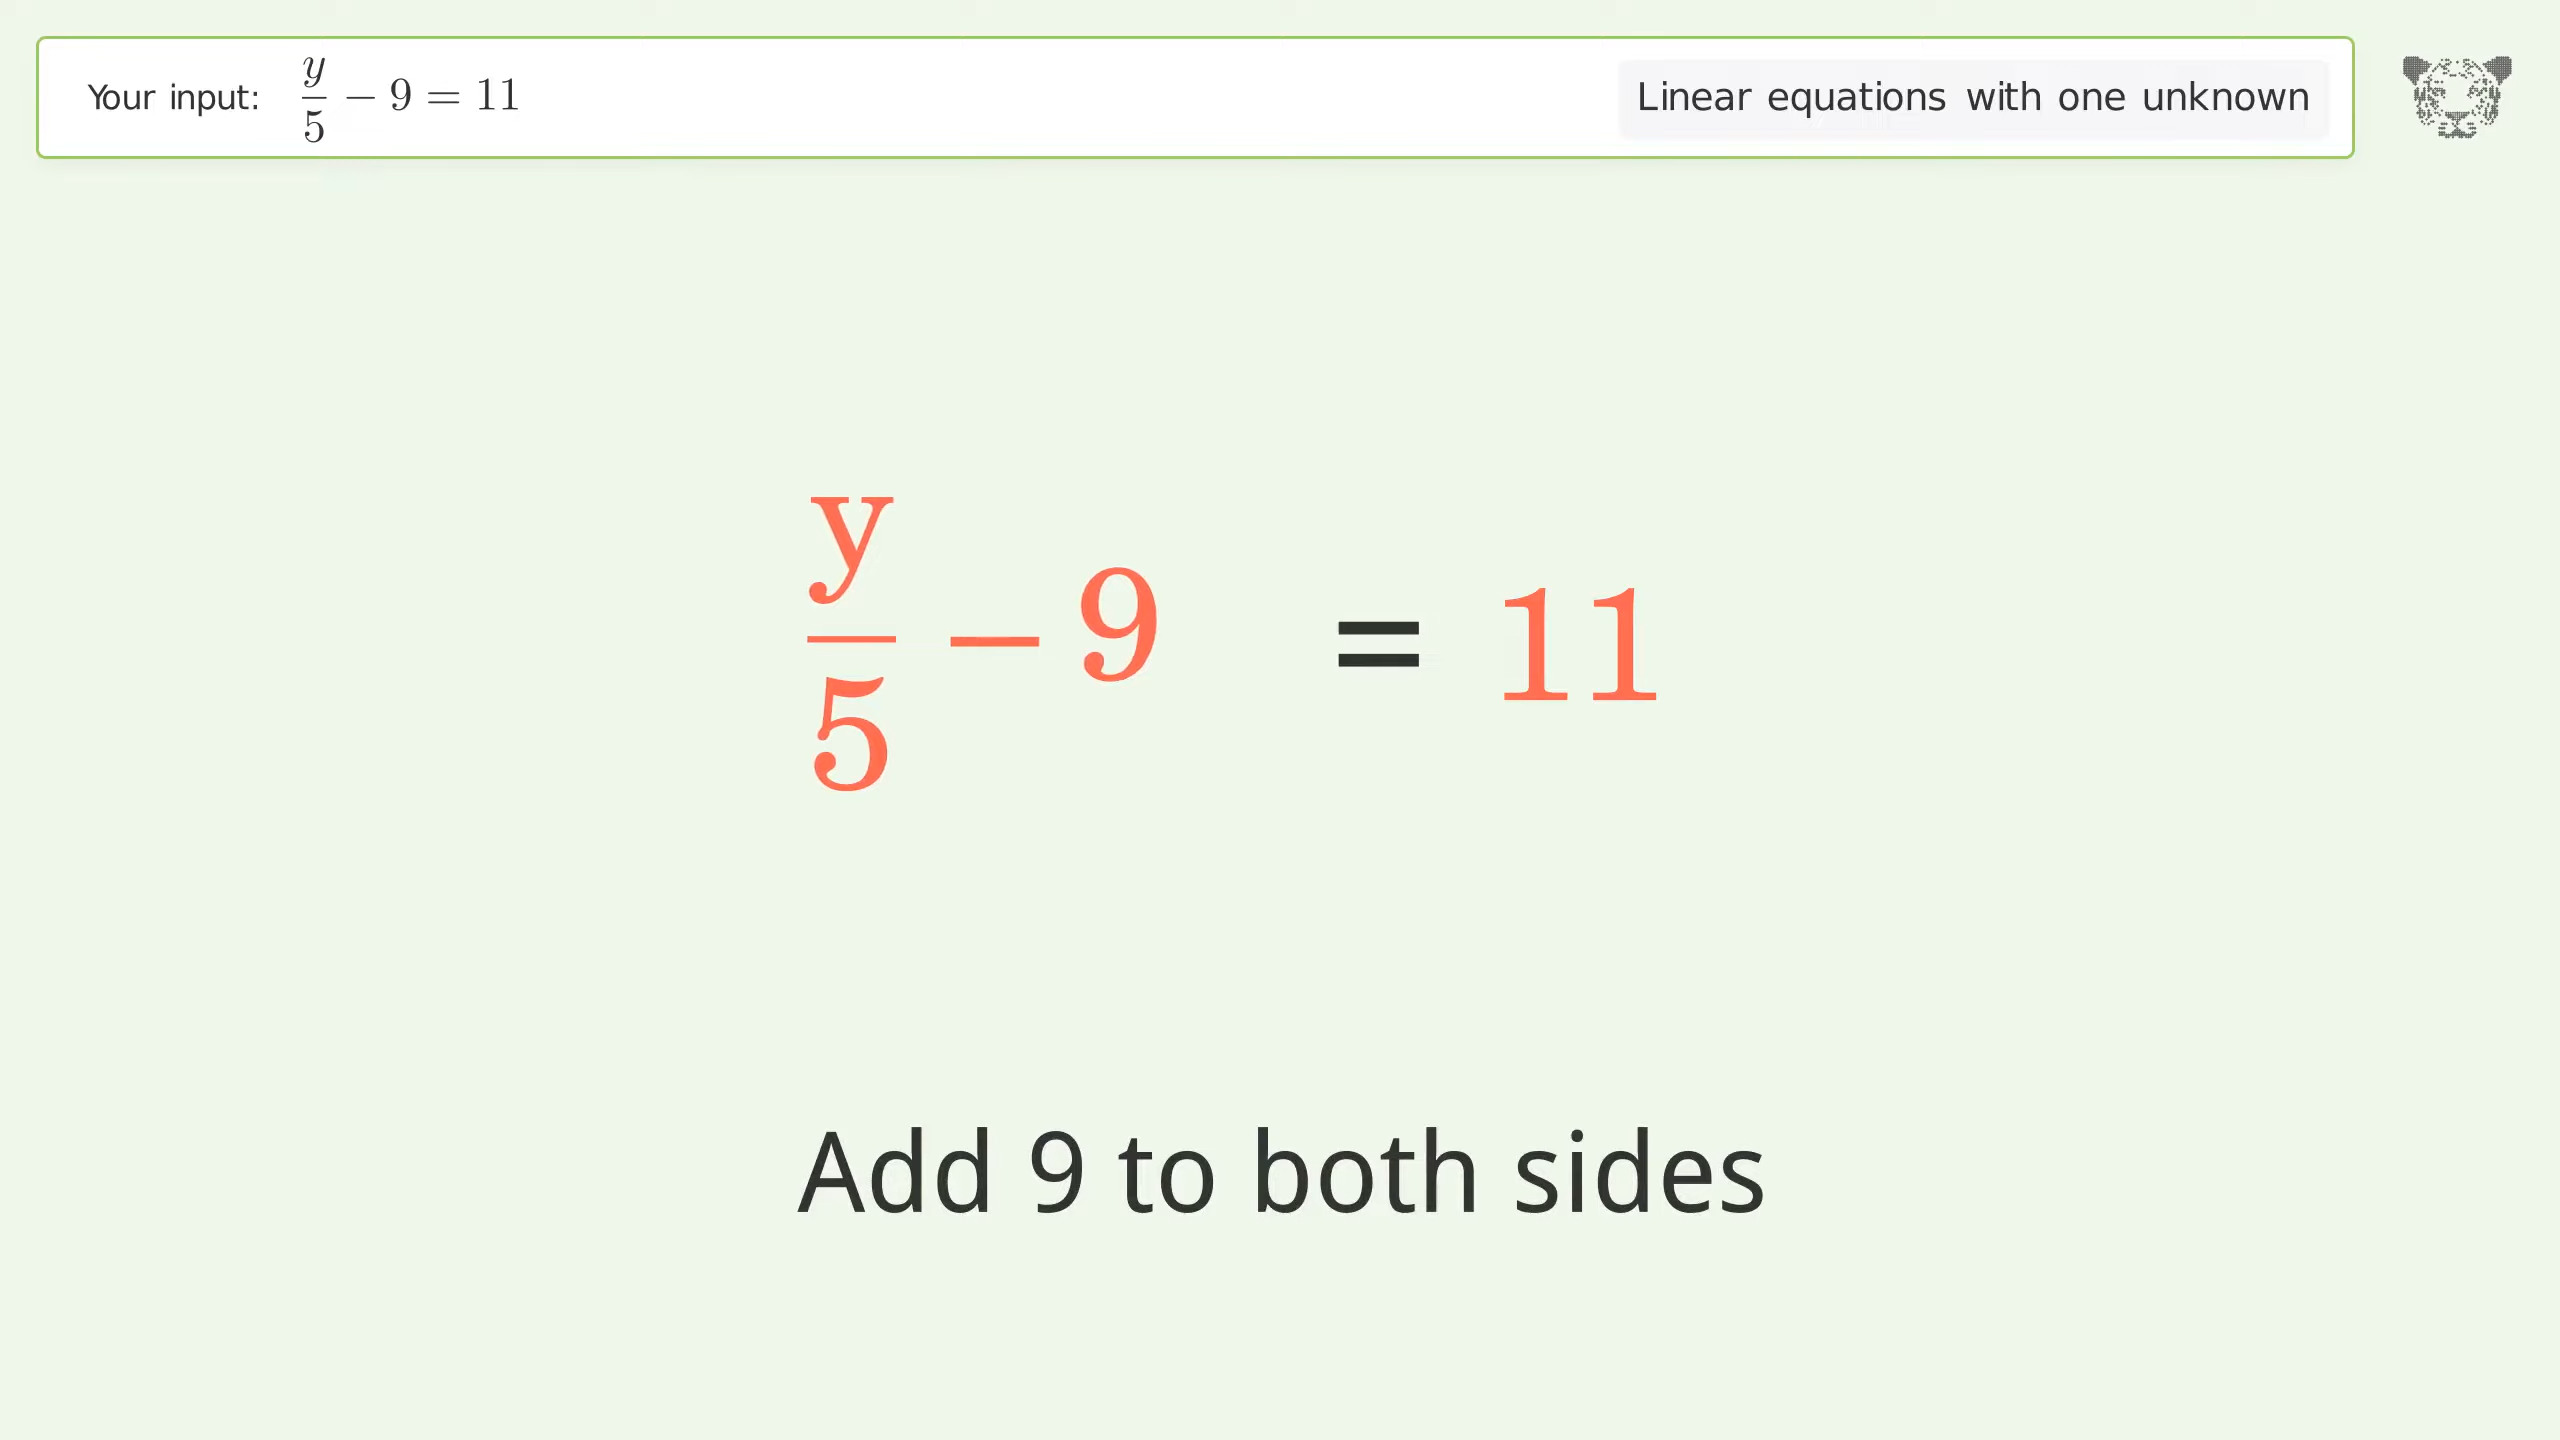 Your input: y/5 − 9 = 11
Linear equations with one unknown
y/5 − 9 = 11
Add 9 to both sides